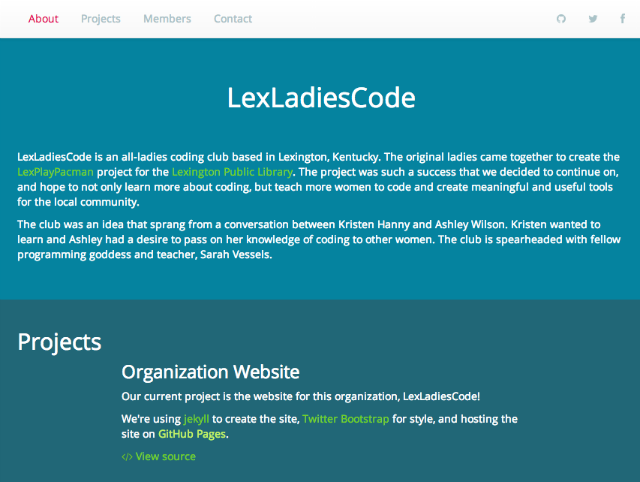 About Projects Members Contact
LexLadiesCode
LexLadiesCode is an all-ladies coding club based in Lexington, Kentucky. The original ladies came together to create the
LexPlayPacman project for the Lexington Public Library. The project was such a success that we decided to continue on,
and hope to not only learn more about coding, but teach more women to code and create meaningful and useful tools
for the local community.
The club was an idea that sprang from a conversation between Kristen Hanny and Ashley Wilson. Kristen wanted to
learn and Ashley had a desire to pass on her knowledge of coding to other women. The club is spearheaded with fellow
programming goddess and teacher, Sarah Vessels.
Projects
Organization Website
Our current project is the website for this organization, LexLadiesCode!
We're using jekyll to create the site, Twitter Bootstrap for style, and hosting the
site on GitHub Pages.
</> View source